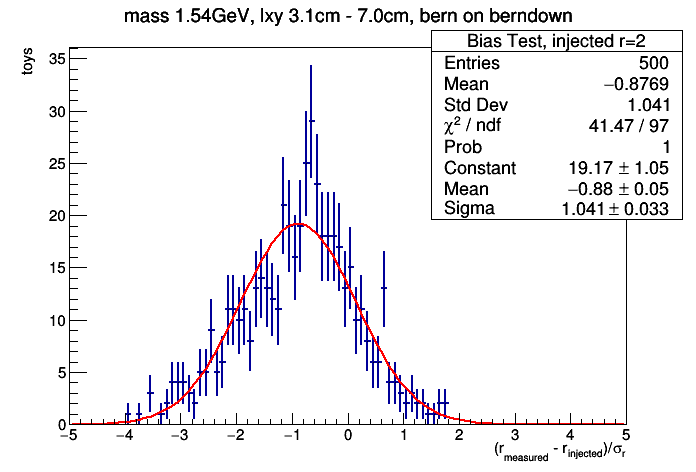 mass 1.54GeV, lxy 3.1cm - 7.0cm, bern on berndown
Bias Test, injected r=2
Entries 500
Mean −0.8769
Std Dev 1.041
χ² / ndf 41.47 / 97
Prob 1
Constant 19.17 ± 1.05
Mean −0.88 ± 0.05
Sigma 1.041 ± 0.033
toys
35
30
25
20
15
10
5
0
−5 −4 −3 −2 −1 0 1 2 3 4 5
(r_measured - r_injected)/σ_r